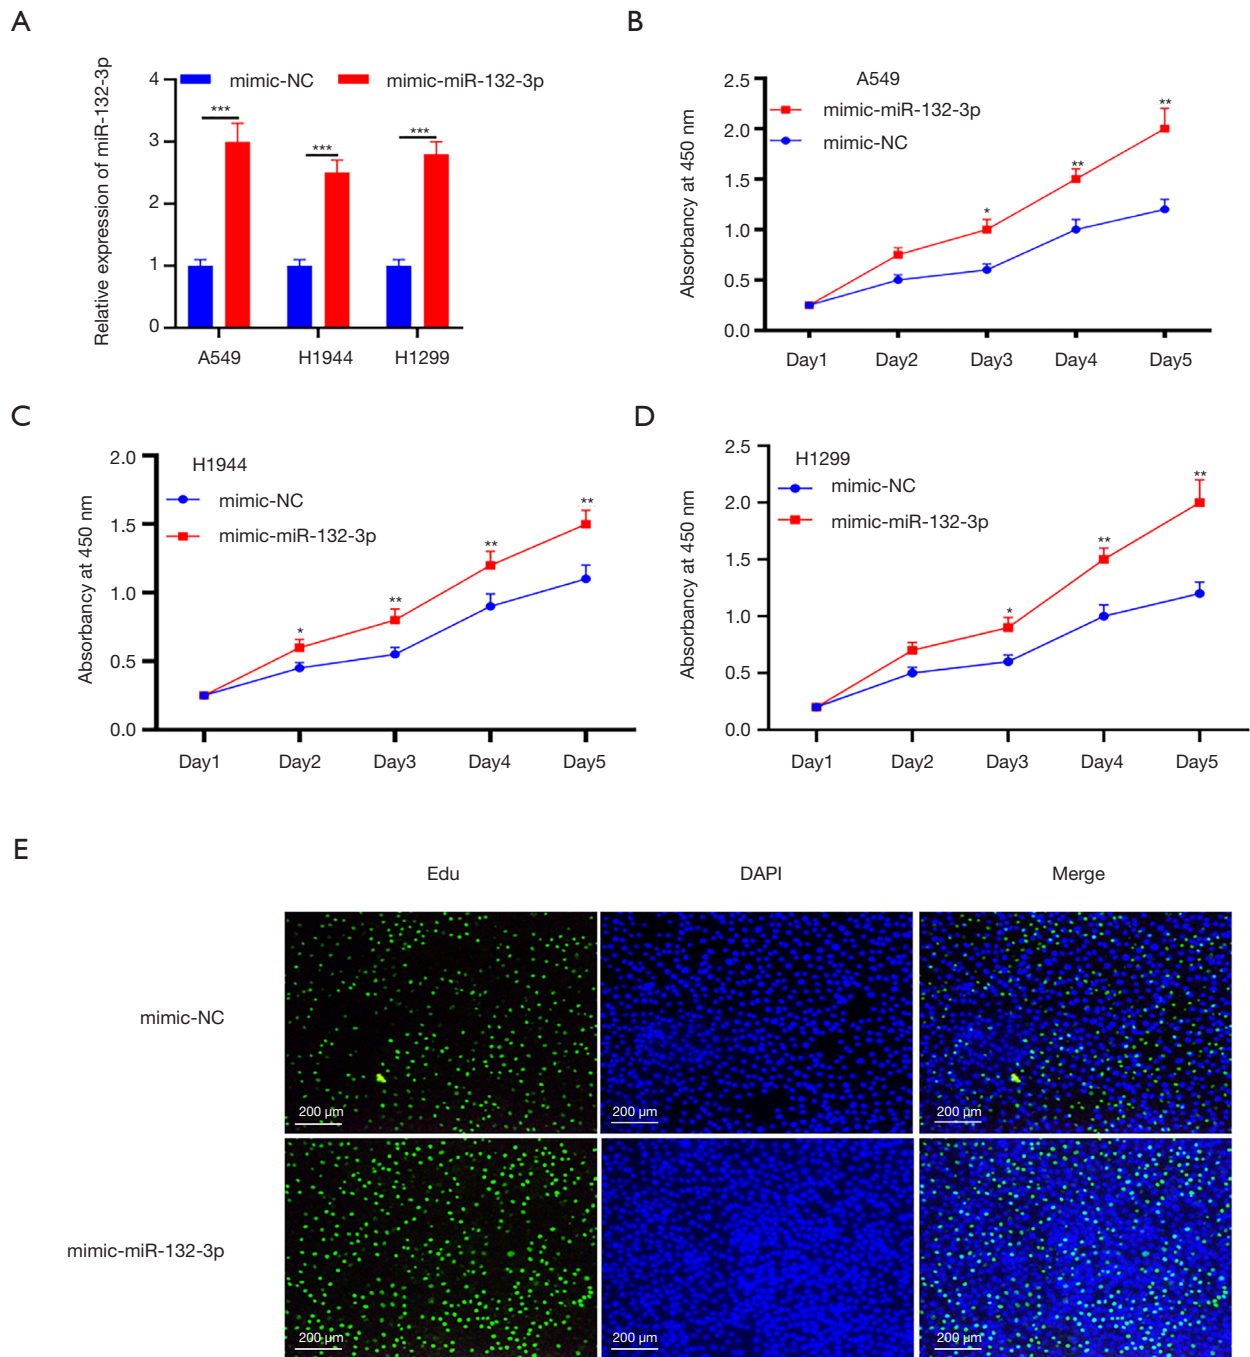 A
Relative expression of miR-132-3p
4
3
2
1
0
mimic-NC
mimic-miR-132-3p
***
***
***
A549
H1944
H1299
B
Absorbancy at 450 nm
2.5
2.0
1.5
1.0
0.5
0.0
A549
mimic-miR-132-3p
mimic-NC
*
**
**
Day1
Day2
Day3
Day4
Day5
C
Absorbancy at 450 nm
2.0
1.5
1.0
0.5
0.0
H1944
mimic-NC
mimic-miR-132-3p
*
**
**
**
Day1
Day2
Day3
Day4
Day5
D
Absorbancy at 450 nm
2.5
2.0
1.5
1.0
0.5
0.0
H1299
mimic-NC
mimic-miR-132-3p
*
**
**
Day1
Day2
Day3
Day4
Day5
E
Edu
DAPI
Merge
mimic-NC
200 μm
200 μm
200 μm
mimic-miR-132-3p
200 μm
200 μm
200 μm